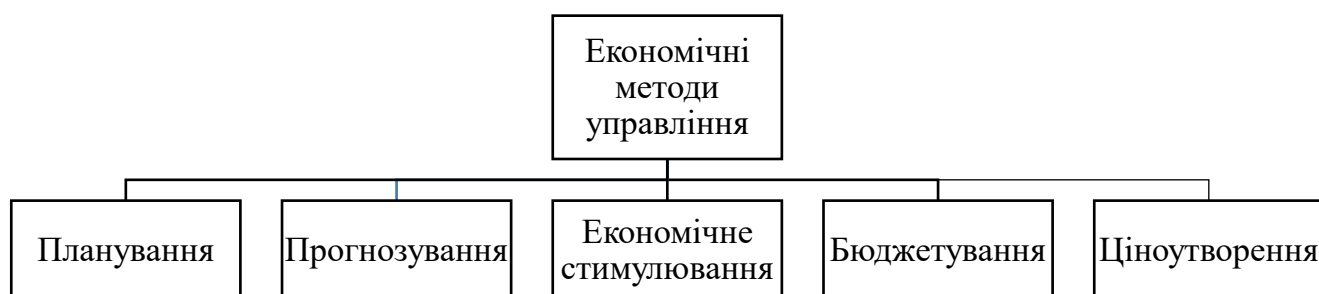 Економічні
методи
управління
Планування
Прогнозування
Економічне
стимулювання
Бюджетування
Ціноутворення